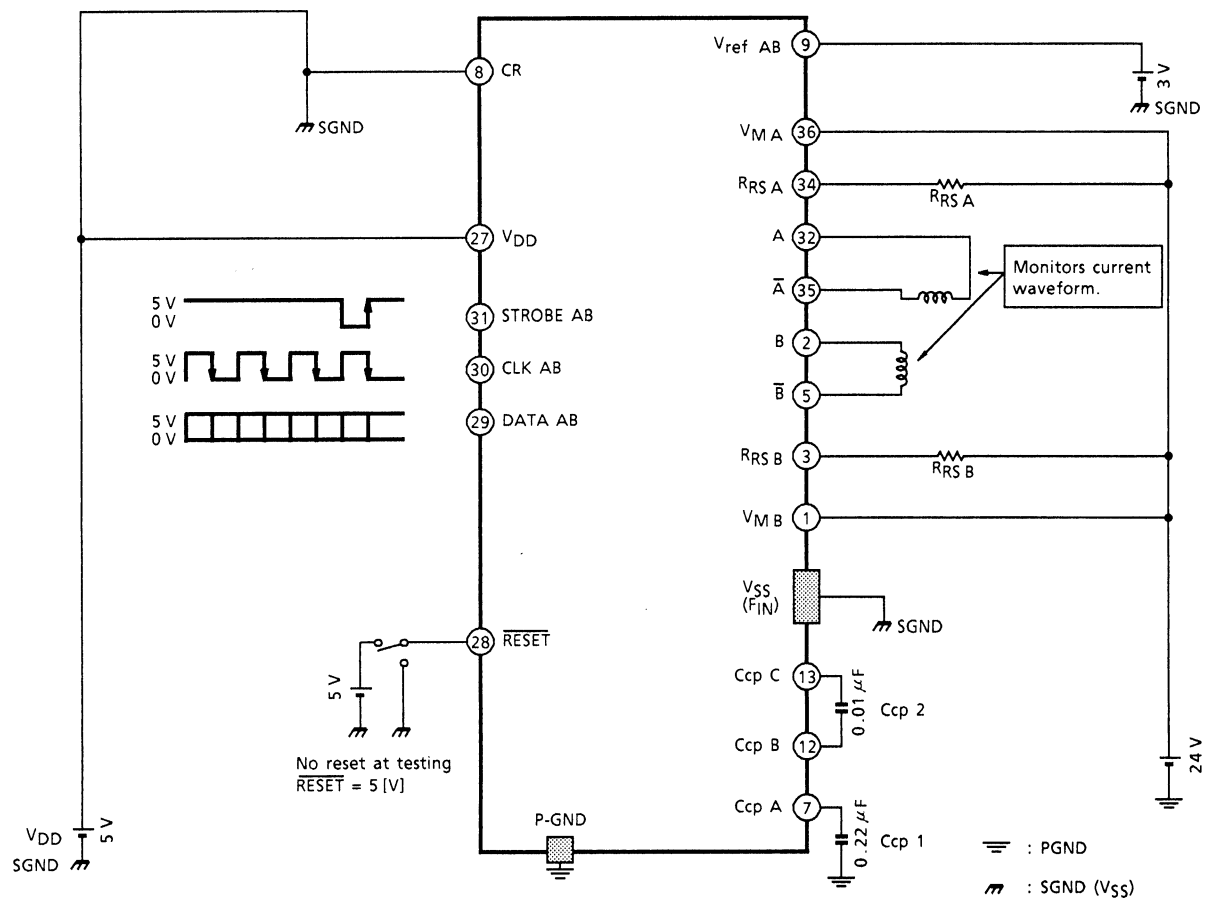 Vref AB 9
8 CR
3 V
SGND
SGND
VM A 36
RRS A 34
RRS A
A 32
27 VDD
Monitors current
waveform.
A̅ 35
5 V
0 V
31 STROBE AB
B 2
5 V
0 V
30 CLK AB
B̅ 5
5 V
0 V
29 DATA AB
RRS B 3
RRS B
VM B 1
VSS
(FIN)
SGND
28 R̅E̅S̅E̅T̅
5 V
Ccp C 13
0.01 μF
Ccp 2
Ccp B 12
24 V
No reset at testing
R̅E̅S̅E̅T̅ = 5 [V]
Ccp A 7
0.22 μF
Ccp 1
P-GND
VDD
5 V
SGND
: PGND
: SGND (VSS)